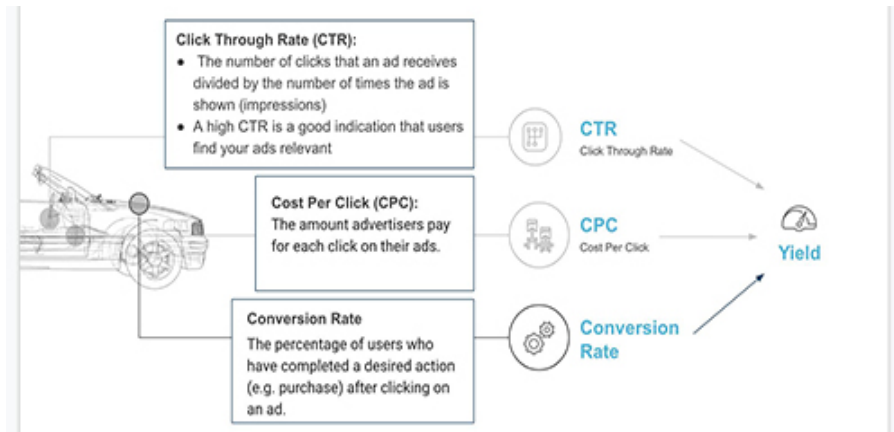 Click Through Rate (CTR):
● The number of clicks that an ad receives
divided by the number of times the ad is
shown (impressions)
● A high CTR is a good indication that users
find your ads relevant
CTR
Click Through Rate
Cost Per Click (CPC):
The amount advertisers pay
for each click on their ads.
CPC
Cost Per Click
Yield
Conversion Rate
The percentage of users who
have completed a desired action
(e.g. purchase) after clicking on
an ad.
Conversion
Rate